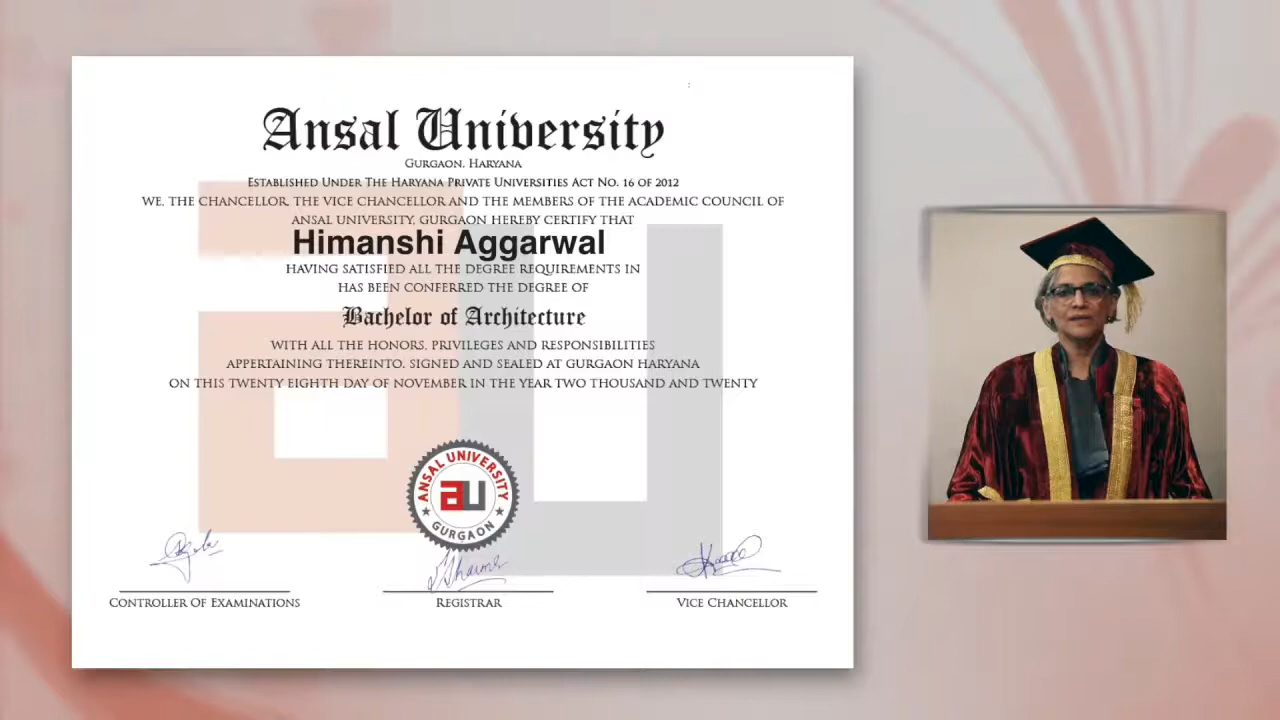 Ansal University
GURGAON, HARYANA
ESTABLISHED UNDER THE HARYANA PRIVATE UNIVERSITIES ACT NO. 16 OF 2012
WE, THE CHANCELLOR, THE VICE CHANCELLOR AND THE MEMBERS OF THE ACADEMIC COUNCIL OF
ANSAL UNIVERSITY, GURGAON HEREBY CERTIFY THAT
Himanshi Aggarwal
HAVING SATISFIED ALL THE DEGREE REQUIREMENTS IN
HAS BEEN CONFERRED THE DEGREE OF
Bachelor of Architecture
WITH ALL THE HONORS, PRIVILEGES AND RESPONSIBILITIES
APPERTAINING THEREINTO. SIGNED AND SEALED AT GURGAON HARYANA
ON THIS TWENTY EIGHTH DAY OF NOVEMBER IN THE YEAR TWO THOUSAND AND TWENTY
ANSAL UNIVERSITY
au
GURGAON
CONTROLLER OF EXAMINATIONS
REGISTRAR
VICE CHANCELLOR